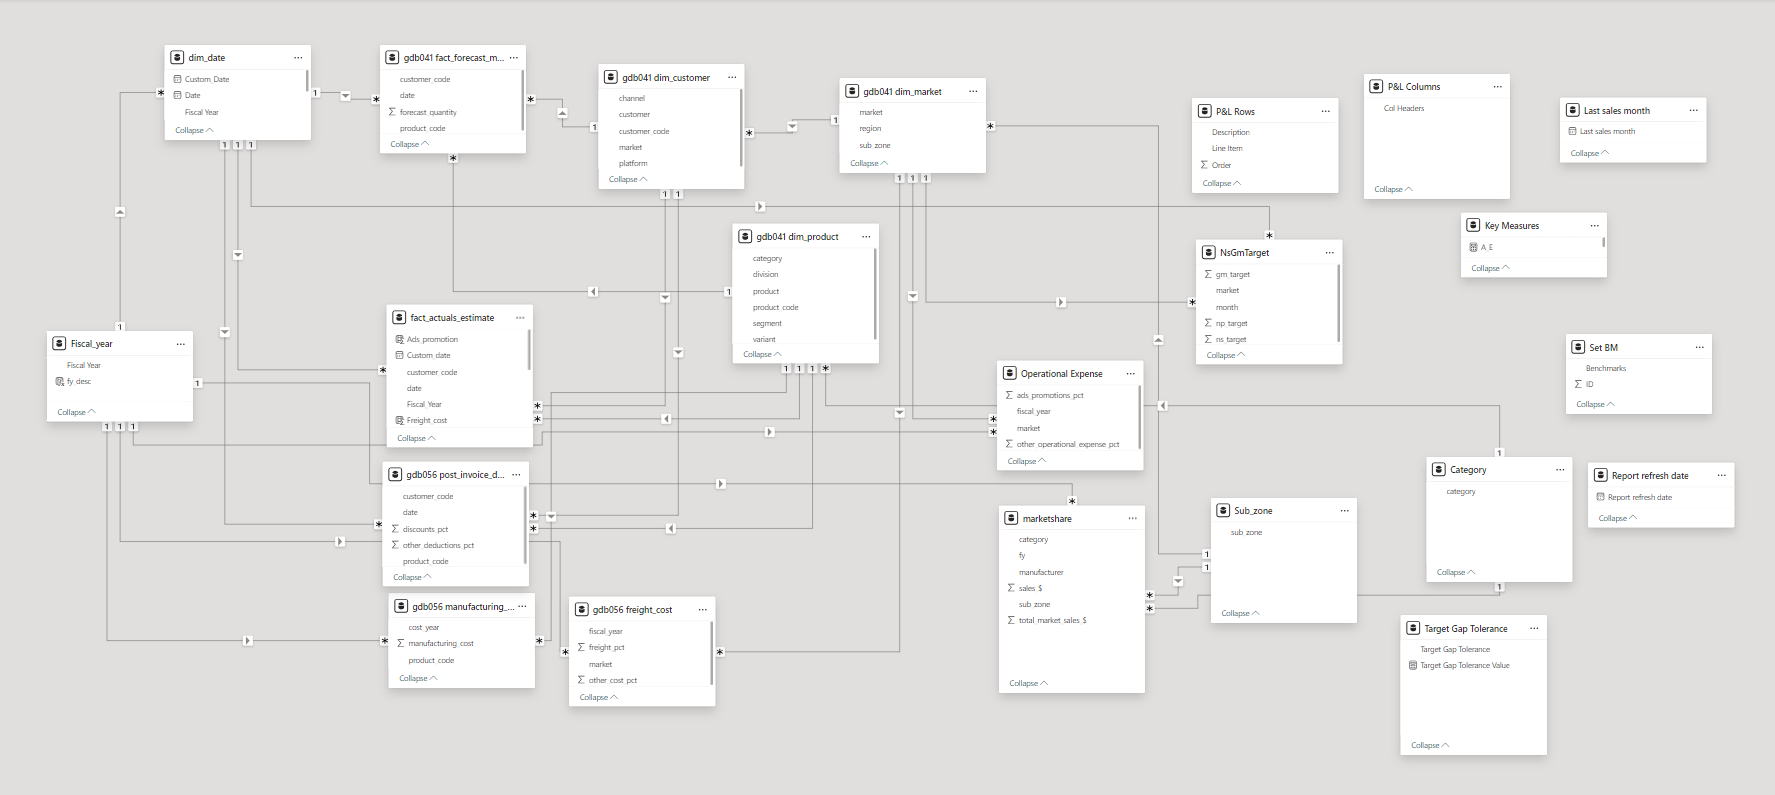 dim_date
Custom_Date
Date
Fiscal Year
Collapse
gdb041 fact_forecast_m...
customer_code
date
forecast_quantity
product_code
Collapse
gdb041 dim_customer
channel
customer
customer_code
market
platform
Collapse
gdb041 dim_market
market
region
sub_zone
Collapse
P&L Rows
Description
Line Item
Order
Collapse
P&L Columns
Col Headers
Collapse
Last sales month
Last sales month
Collapse
gdb041 dim_product
category
division
product
product_code
segment
variant
Collapse
NsGmTarget
gm_target
market
month
np_target
ns_target
Collapse
Key Measures
A_E
Collapse
Fiscal_year
Fiscal Year
fy_desc
Collapse
fact_actuals_estimate
Ads_promotion
Custom_date
customer_code
date
Fiscal_Year
Freight_cost
Collapse
Operational Expense
ads_promotions_pct
fiscal_year
market
other_operational_expense_pct
Collapse
Set BM
Benchmarks
ID
Collapse
gdb056 post_invoice_d...
customer_code
date
discounts_pct
other_deductions_pct
product_code
Collapse
marketshare
category
fy
manufacturer
sales_$
sub_zone
total_market_sales_$
Collapse
Sub_zone
sub_zone
Collapse
Category
category
Collapse
Report refresh date
Report refresh date
Collapse
gdb056 manufacturing_...
cost_year
manufacturing_cost
product_code
Collapse
gdb056 freight_cost
fiscal_year
freight_pct
market
other_cost_pct
Collapse
Target Gap Tolerance
Target Gap Tolerance
Target Gap Tolerance Value
Collapse